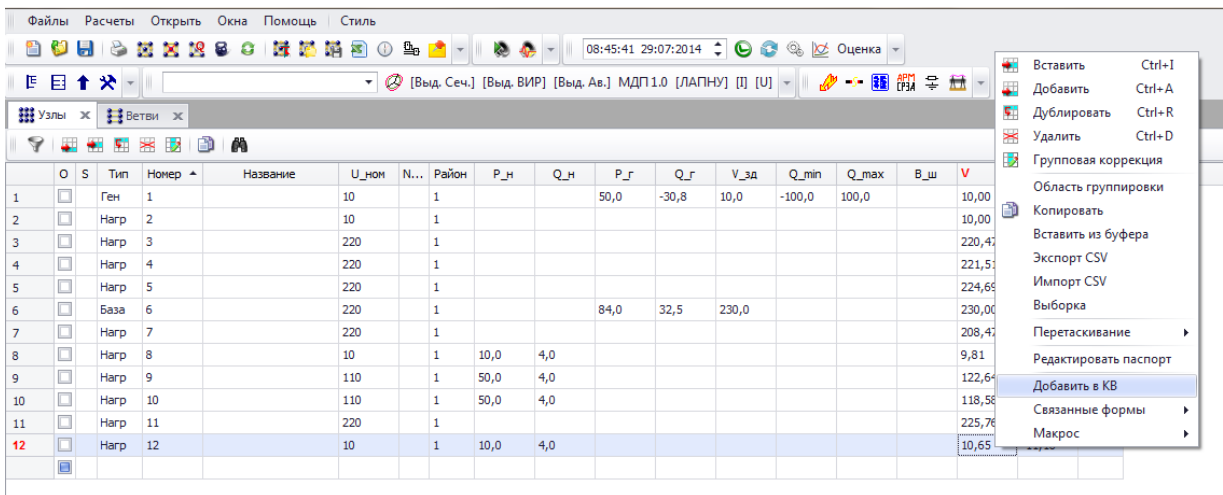 Файлы Расчеты Открыть Окна Помощь Стиль
08:45:41 29:07:2014 Оценка
[Выд. Сеч.] [Выд. ВИР] [Выд. Ав.] МДП 1.0 [ЛАПНУ] [I] [U] АРМ СРЗА
Узлы Ветви
O S Тип Номер Название U_ном N... Район P_н Q_н P_г Q_г V_зд Q_min Q_max B_ш V
1 Ген 1 10 1 50,0 -30,8 10,0 -100,0 100,0 10,00
2 Нагр 2 10 1 10,00
3 Нагр 3 220 1 220,47
4 Нагр 4 220 1 221,51
5 Нагр 5 220 1 224,69
6 База 6 220 1 84,0 32,5 230,0 230,00
7 Нагр 7 220 1 208,47
8 Нагр 8 10 1 10,0 4,0 9,81
9 Нагр 9 110 1 50,0 4,0 122,64
10 Нагр 10 110 1 50,0 4,0 118,58
11 Нагр 11 220 1 225,76
12 Нагр 12 10 1 10,0 4,0 10,65
Вставить Ctrl+I
Добавить Ctrl+A
Дублировать Ctrl+R
Удалить Ctrl+D
Групповая коррекция
Область группировки
Копировать
Вставить из буфера
Экспорт CSV
Импорт CSV
Выборка
Перетаскивание
Редактировать паспорт
Добавить в КВ
Связанные формы
Макрос